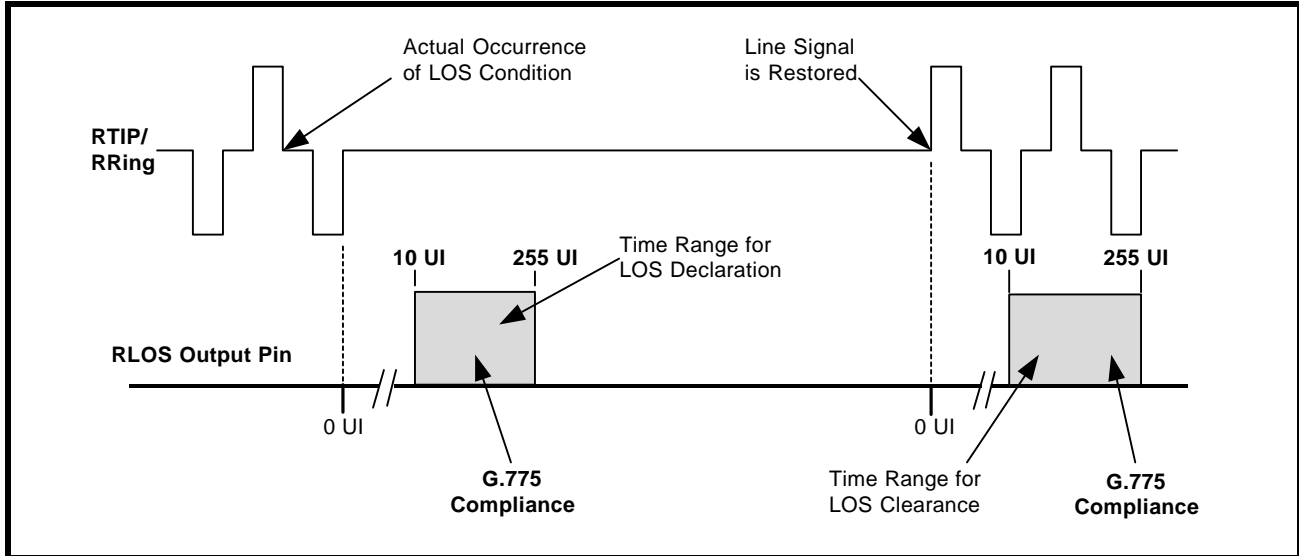 Actual Occurrence
of LOS Condition
Line Signal
is Restored
RTIP/
RRing
10 UI
255 UI
Time Range for
LOS Declaration
10 UI
255 UI
RLOS Output Pin
0 UI
0 UI
G.775
Compliance
Time Range for
LOS Clearance
G.775
Compliance